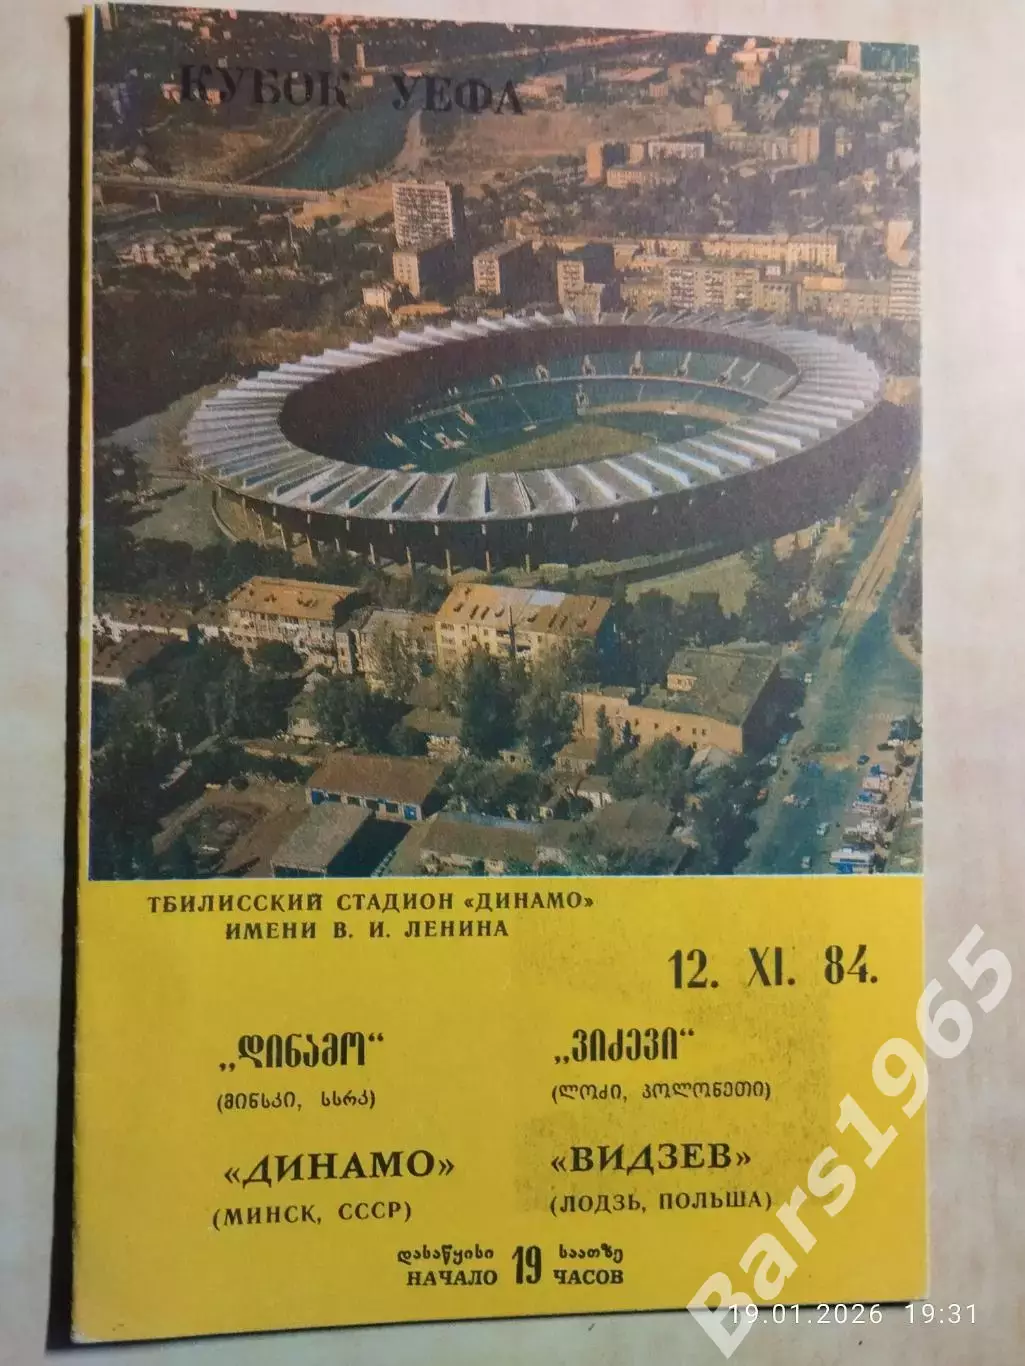 КУБОК УЕФА
ТБИЛИССКИЙ СТАДИОН «ДИНАМО»
ИМЕНИ В. И. ЛЕНИНА
12. XI. 84.
„დინამო“ „ვიძევი“
(მინსკი, სსრკ) (ლოძი, პოლონეთი)
«ДИНАМО» «ВИДЗЕВ»
(МИНСК, СССР) (ЛОДЗЬ, ПОЛЬША)
დასაწყისი 19 საათზე
НАЧАЛО ЧАСОВ
Bars1965
19.01.2026 19:31